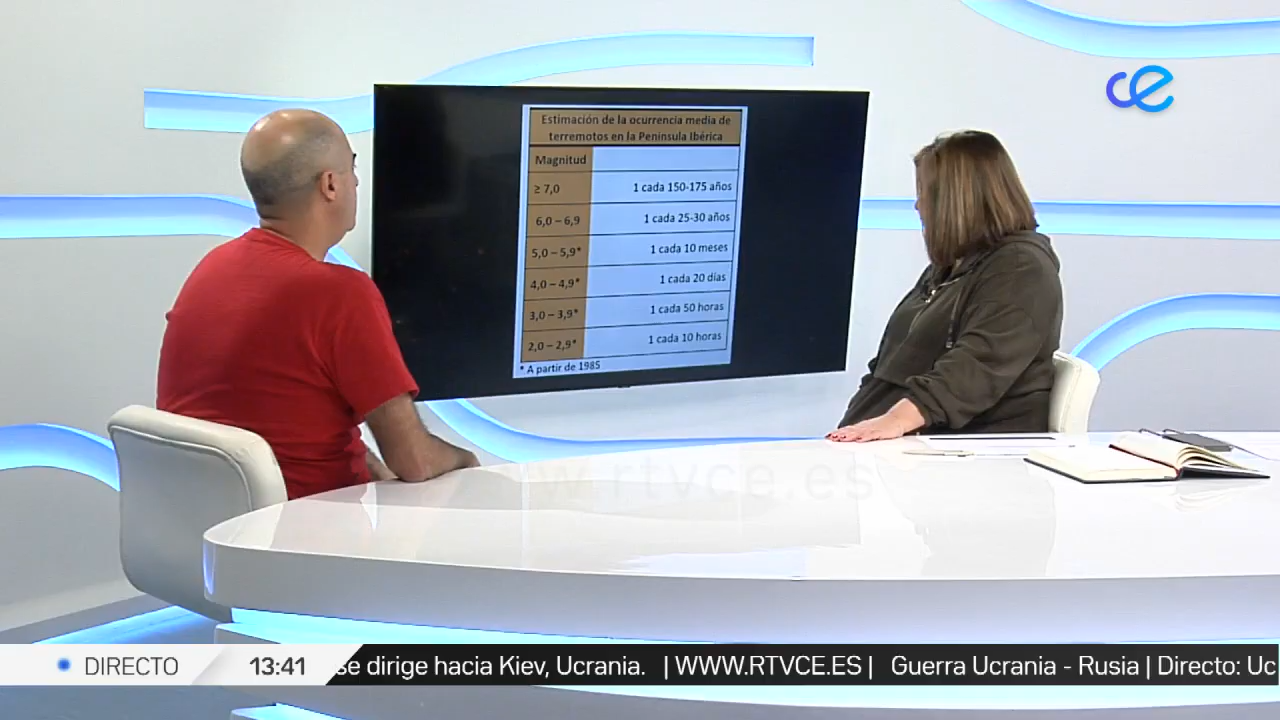 ce
Estimación de la ocurrencia media de
terremotos en la Península Ibérica
Magnitud
≥ 7,0 1 cada 150-175 años
6,0 – 6,9 1 cada 25-30 años
5,0 – 5,9* 1 cada 10 meses
4,0 – 4,9* 1 cada 20 días
3,0 – 3,9* 1 cada 50 horas
2,0 – 2,9* 1 cada 10 horas
* A partir de 1985
w.rtvce.es
DIRECTO 13:41 se dirige hacia Kiev, Ucrania. | WWW.RTVCE.ES | Guerra Ucrania - Rusia | Directo: Uc